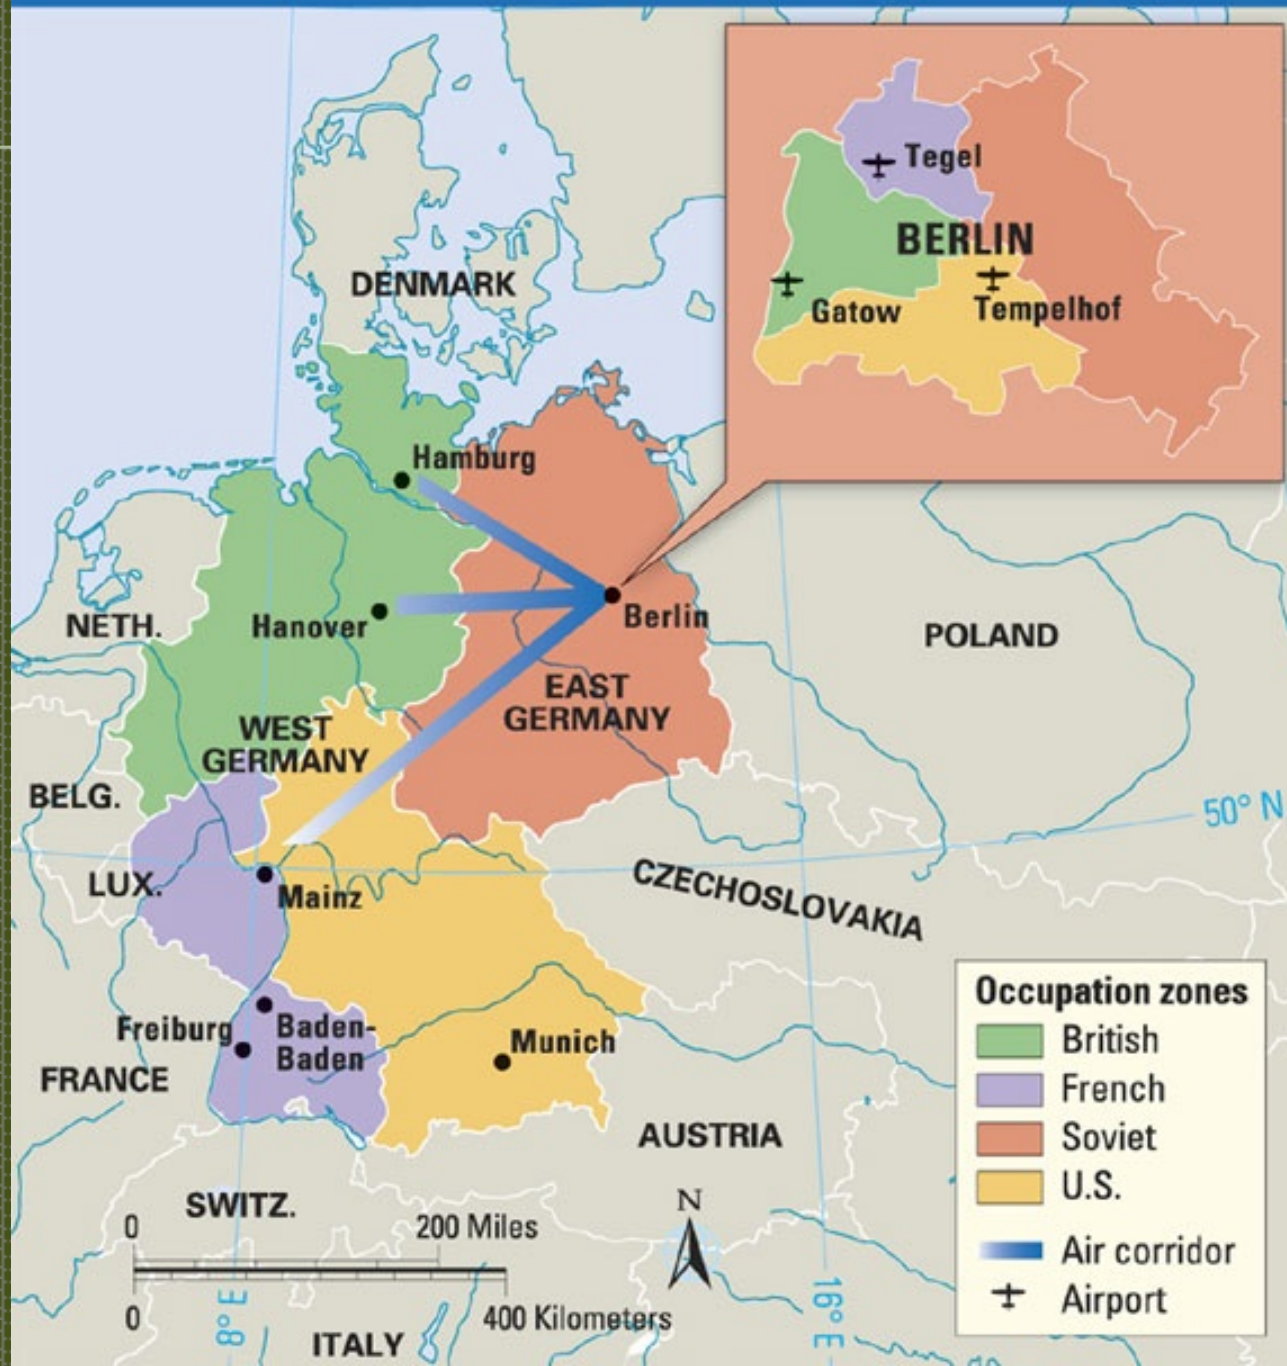 Tegel
BERLIN
Gatow
Tempelhof
DENMARK
Hamburg
NETH.
Hanover
Berlin
POLAND
EAST
GERMANY
WEST
GERMANY
BELG.
50° N
LUX.
Mainz
CZECHOSLOVAKIA
Freiburg
Baden-
Baden
Munich
FRANCE
AUSTRIA
SWITZ.
ITALY
0
200 Miles
0
400 Kilometers
8° E
16° E
N
Occupation zones
British
French
Soviet
U.S.
Air corridor
Airport